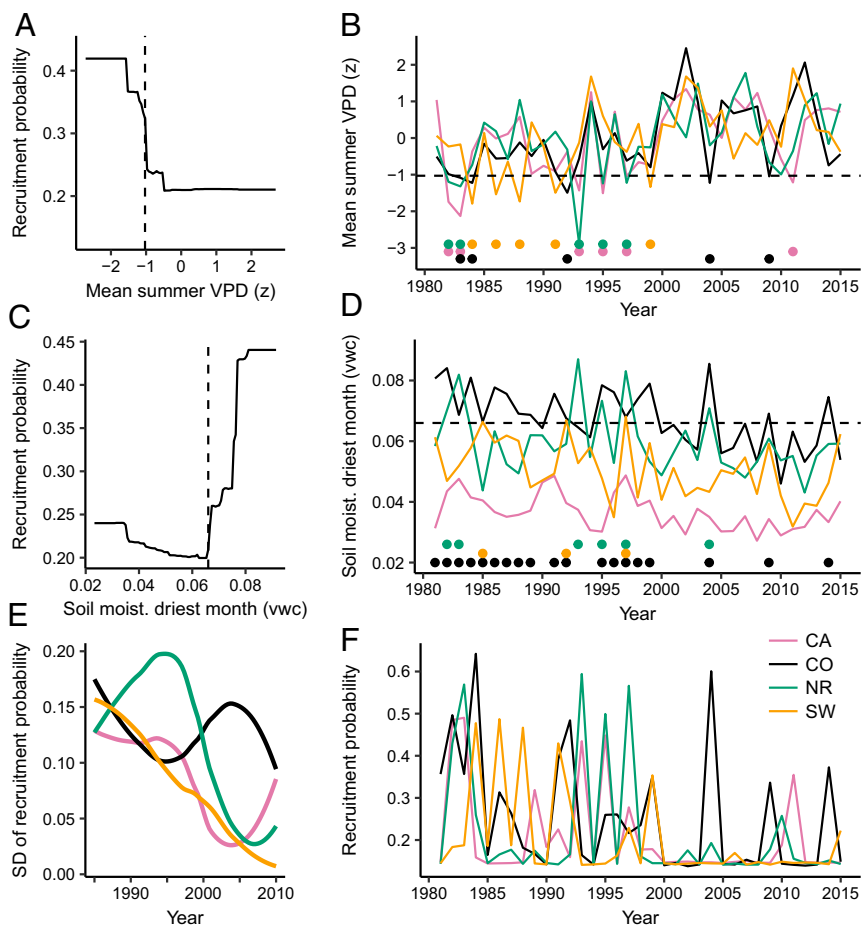 A
Recruitment probability
0.4
0.3
0.2
−2
−1
0
1
2
Mean summer VPD (z)
B
Mean summer VPD (z)
2
1
0
−1
−2
−3
1980
1985
1990
1995
2000
2005
2010
2015
Year
C
Recruitment probability
0.45
0.40
0.35
0.30
0.25
0.20
0.02
0.04
0.06
0.08
Soil moist. driest month (vwc)
D
Soil moist. driest month (vwc)
0.08
0.06
0.04
0.02
1980
1985
1990
1995
2000
2005
2010
2015
Year
E
SD of recruitment probability
0.20
0.15
0.10
0.05
0.00
1990
2000
2010
Year
F
Recruitment probability
0.6
0.5
0.4
0.3
0.2
1980
1985
1990
1995
2000
2005
2010
2015
Year
CA
CO
NR
SW